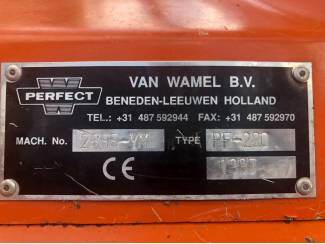 VAN WAMEL B.V.
PERFECT
BENEDEN-LEEUWEN HOLLAND
TEL.: +31 487 592944 FAX: +31 487 592970
MACH. No. TYPE
CE